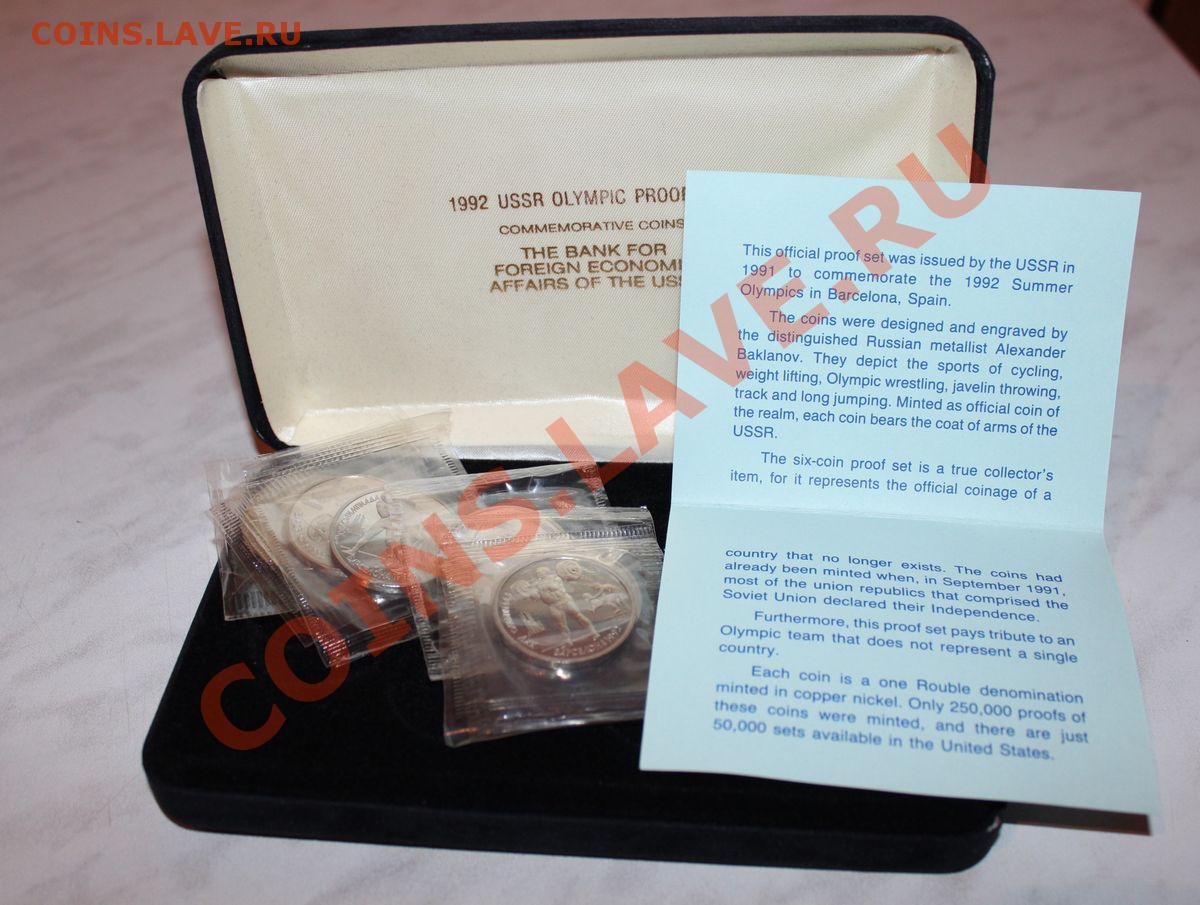 COINS.LAVE.RU
1992 USSR OLYMPIC PROOF
COMMEMORATIVE COINS
THE BANK FOR
FOREIGN ECONOMI
AFFAIRS OF THE USS
This official proof set was issued by the USSR in
1991 to commemorate the 1992 Summer
Olympics in Barcelona, Spain.
The coins were designed and engraved by
the distinguished Russian metallist Alexander
Baklanov. They depict the sports of cycling,
weight lifting, Olympic wrestling, javelin throwing,
track and long jumping. Minted as official coin of
the realm, each coin bears the coat of arms of the
USSR.
The six-coin proof set is a true collector's
item, for it represents the official coinage of a
country that no longer exists. The coins had
already been minted when, in September 1991,
most of the union republics that comprised the
Soviet Union declared their Independence.
Furthermore, this proof set pays tribute to an
Olympic team that does not represent a single
country.
Each coin is a one Rouble denomination
minted in copper nickel. Only 250,000 proofs of
these coins were minted, and there are just
50,000 sets available in the United States.
COINS.LAVE.RU